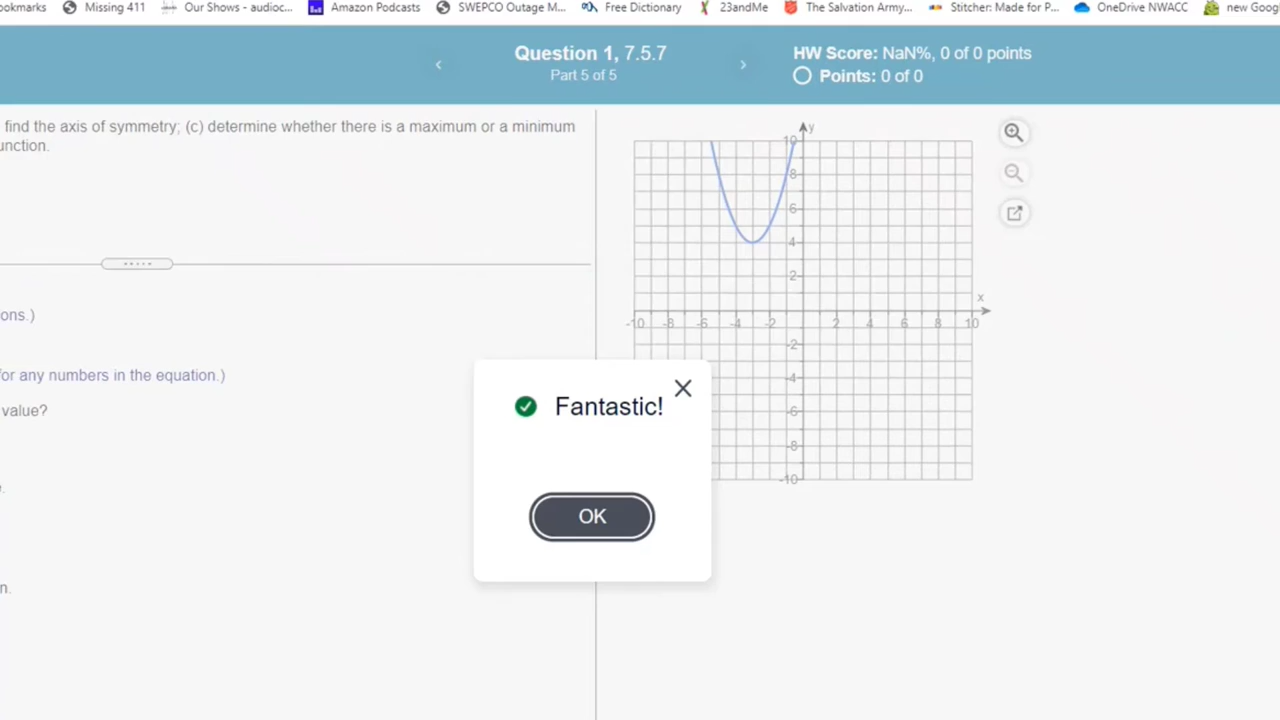 ookmarks Missing 411 Our Shows - audioc... Amazon Podcasts SWEPCO Outage M... Free Dictionary 23andMe The Salvation Army... Stitcher: Made for P... OneDrive NWACC new Goog
Question 1, 7.5.7
Part 5 of 5
HW Score: NaN%, 0 of 0 points
Points: 0 of 0
find the axis of symmetry; (c) determine whether there is a maximum or a minimum
unction.
ons.)
for any numbers in the equation.)
value?
e.
n.
y
10
8
6
4
2
x
-10 -8 -6 -4 -2 2 4 6 8 10
-2
-4
-6
-8
-10
Fantastic!
OK